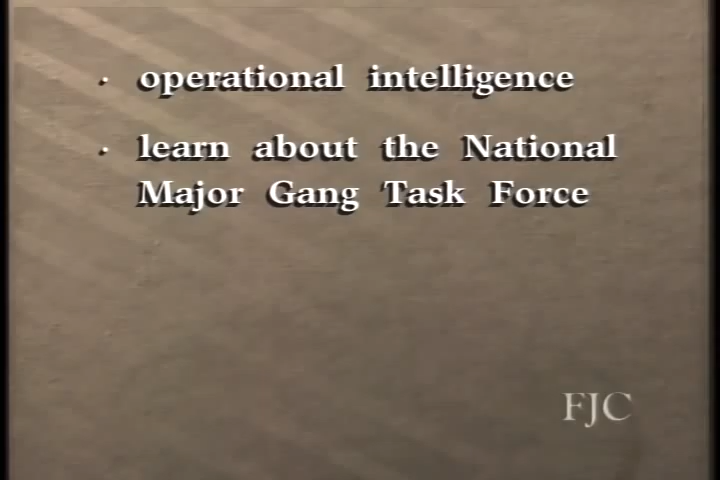 · operational intelligence
· learn about the National
Major Gang Task Force
FJC